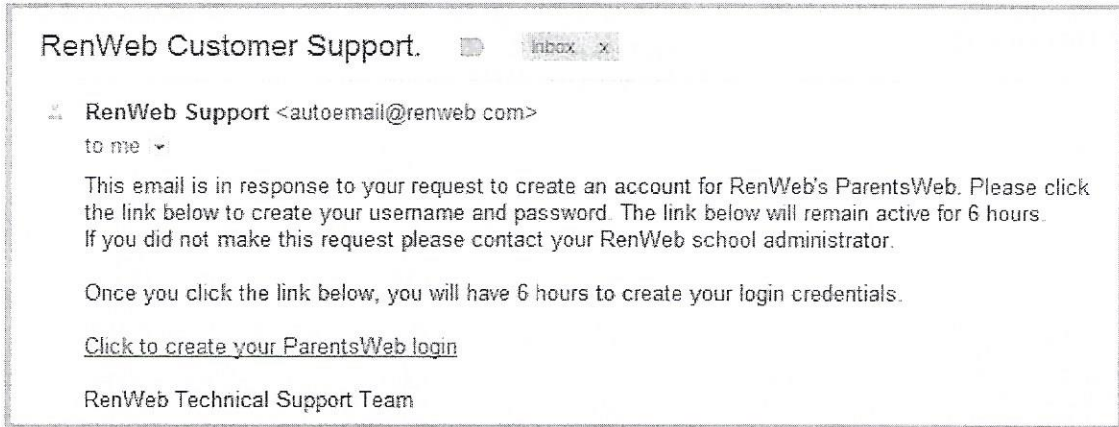 RenWeb Customer Support. Inbox x
RenWeb Support <autoemail@renweb.com>
to me
This email is in response to your request to create an account for RenWeb's ParentsWeb. Please click
the link below to create your username and password. The link below will remain active for 6 hours.
If you did not make this request please contact your RenWeb school administrator.
Once you click the link below, you will have 6 hours to create your login credentials.
Click to create your ParentsWeb login
RenWeb Technical Support Team